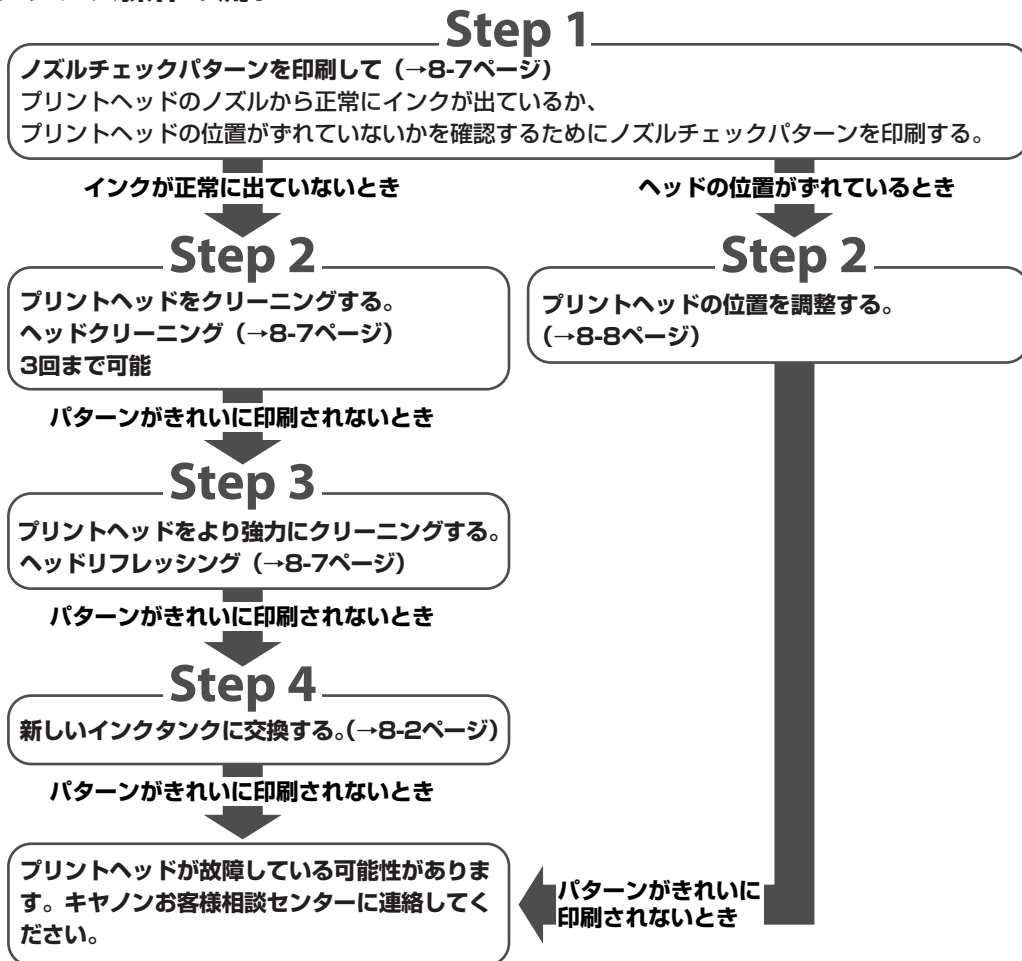 Step 1
ノズルチェックパターンを印刷して（→8-7ページ）
プリントヘッドのノズルから正常にインクが出ているか、
プリントヘッドの位置がずれていないかを確認するためにノズルチェックパターンを印刷する。
インクが正常に出ていないとき
Step 2
プリントヘッドをクリーニングする。
ヘッドクリーニング（→8-7ページ）
3回まで可能
パターンがきれいに印刷されないとき
Step 3
プリントヘッドをより強力にクリーニングする。
ヘッドリフレッシング（→8-7ページ）
パターンがきれいに印刷されないとき
Step 4
新しいインクタンクに交換する。（→8-2ページ）
パターンがきれいに印刷されないとき
プリントヘッドが故障している可能性がありま
す。キヤノンお客様相談センターに連絡してく
ださい。
ヘッドの位置がずれているとき
Step 2
プリントヘッドの位置を調整する。
（→8-8ページ）
パターンがきれいに
印刷されないとき